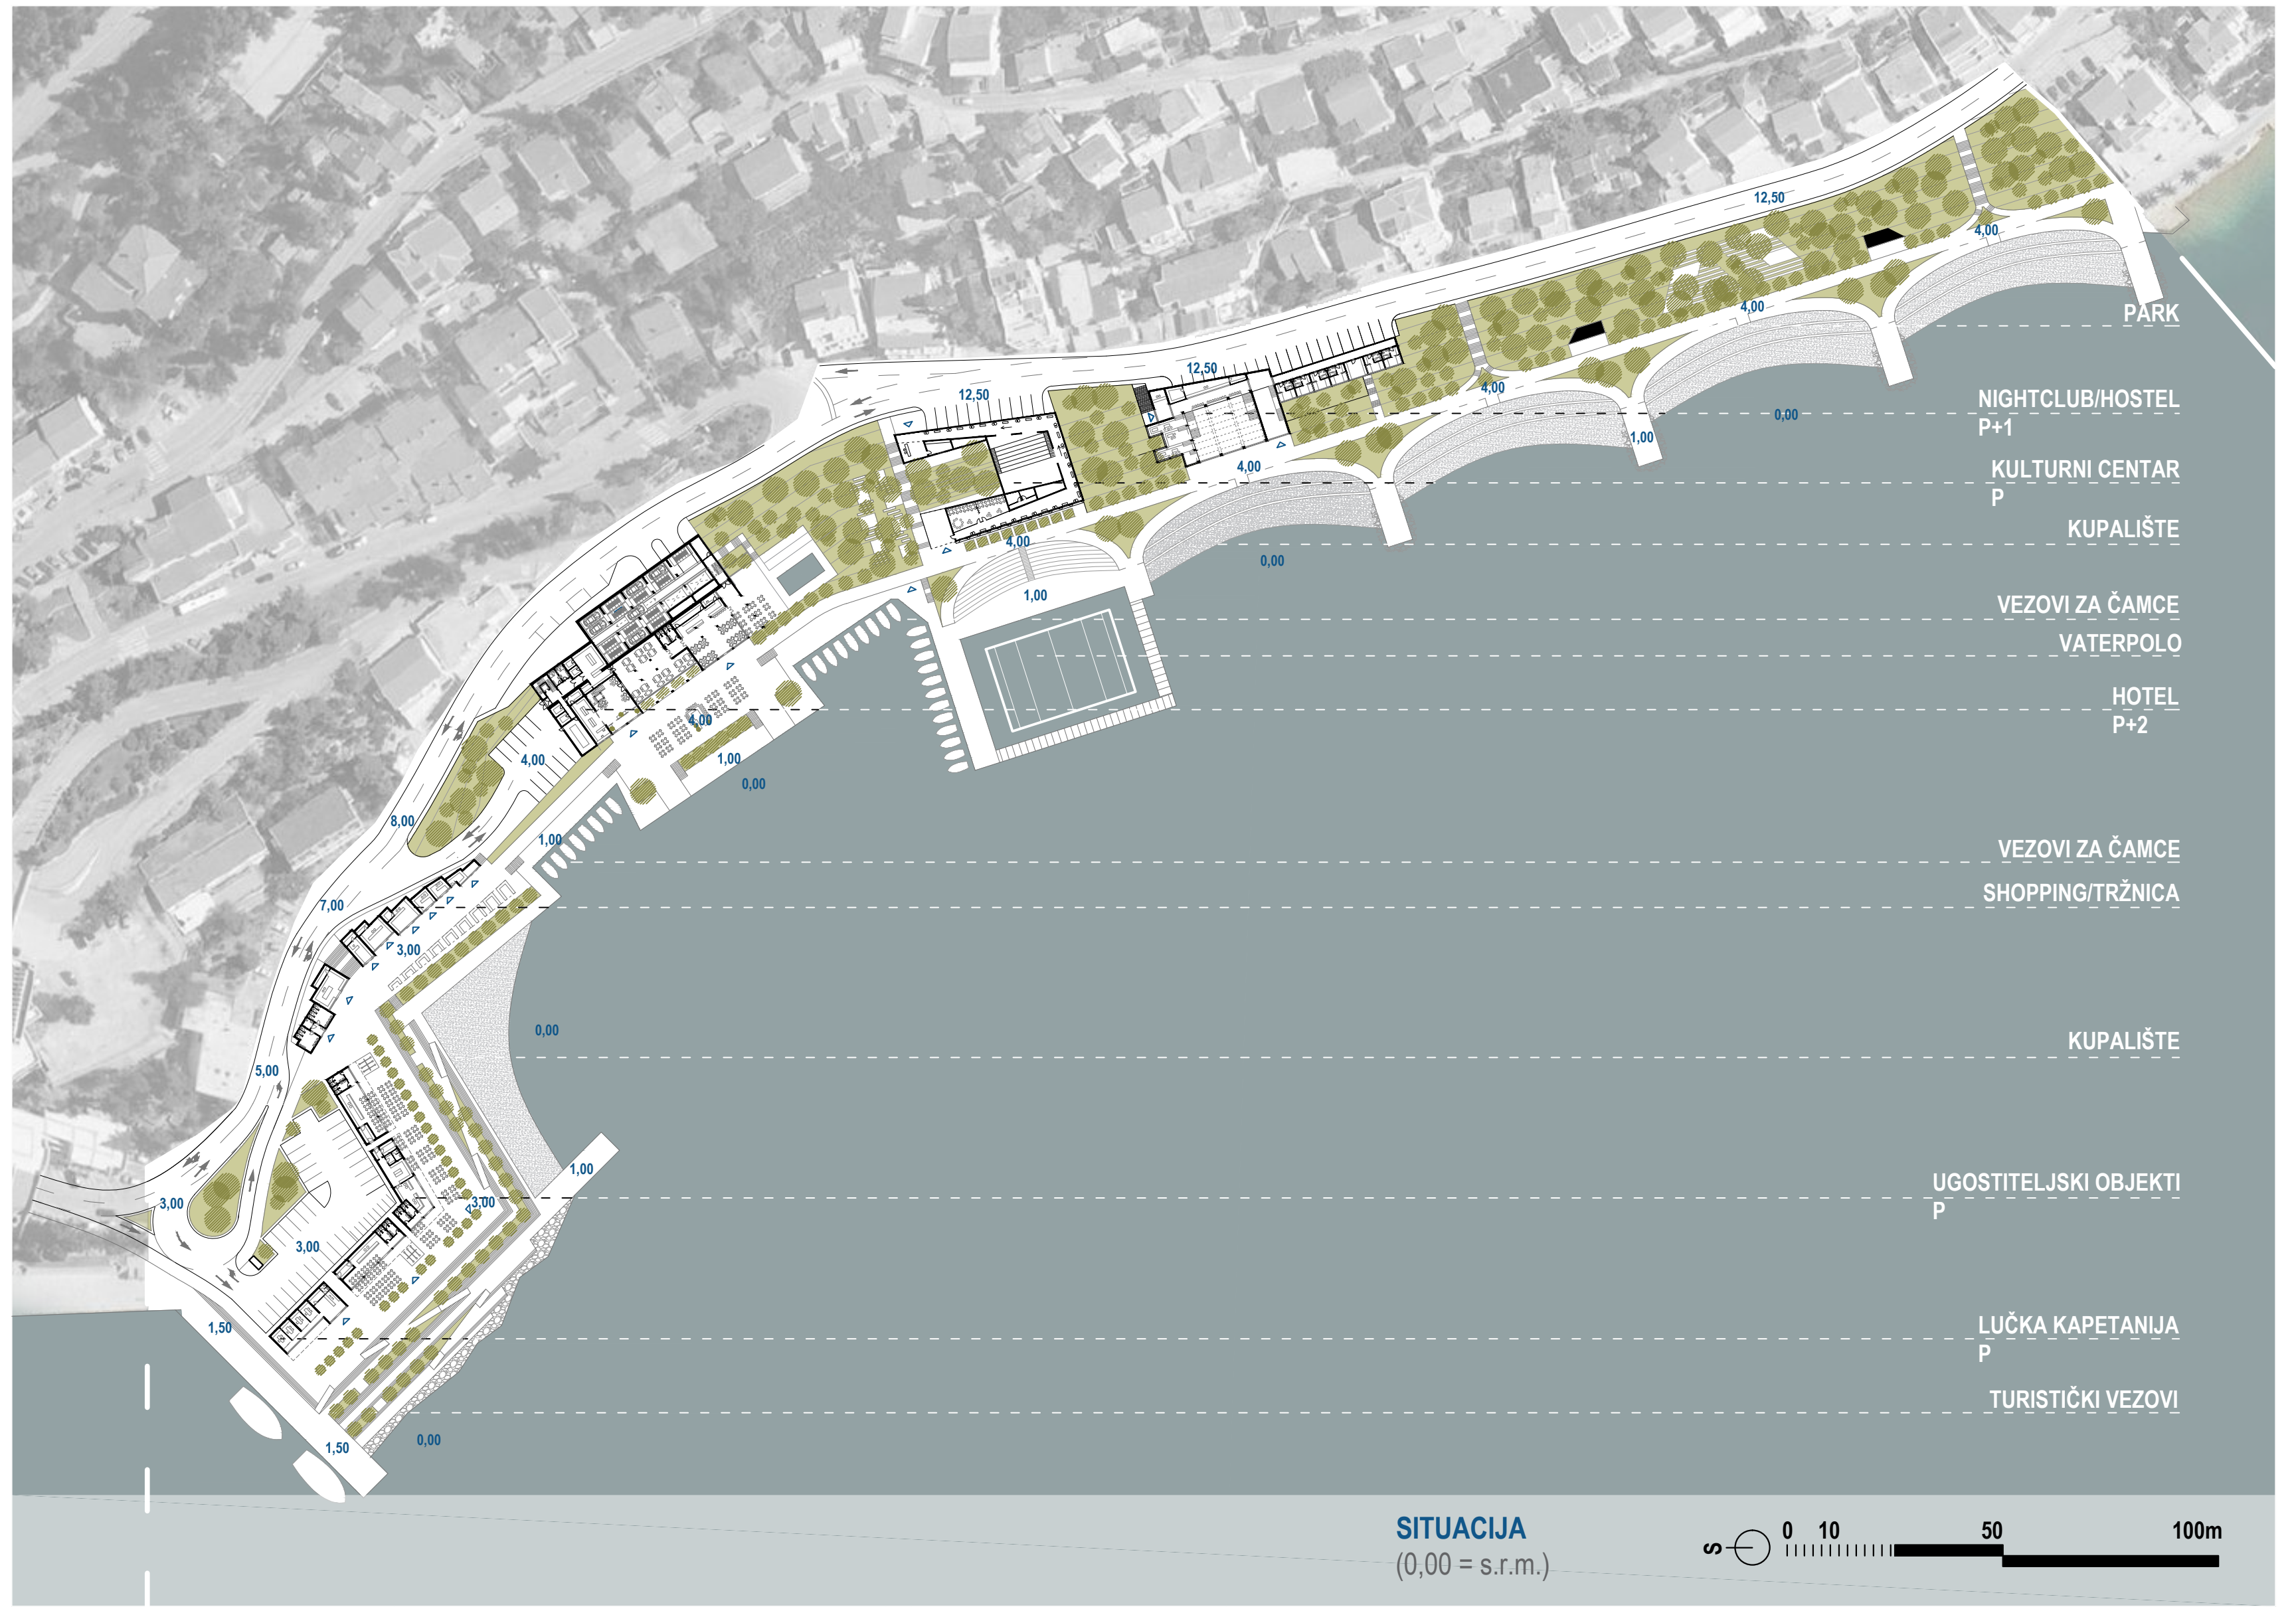 12,50
4,00
4,00
PARK
12,50
12,50
4,00
NIGHTCLUB/HOSTEL
P+1
0,00
1,00
4,00
KULTURNI CENTAR
P
KUPALIŠTE
4,00
0,00
1,00
VEZOVI ZA ČAMCE
VATERPOLO
HOTEL
P+2
4,00
4,00
1,00
0,00
8,00
1,00
VEZOVI ZA ČAMCE
SHOPPING/TRŽNICA
7,00
3,00
0,00
KUPALIŠTE
5,00
1,00
UGOSTITELJSKI OBJEKTI
P
3,00
3,00
3,00
1,50
LUČKA KAPETANIJA
P
TURISTIČKI VEZOVI
1,50
0,00
SITUACIJA
(0,00 = s.r.m.)
S
0 10 50 100m